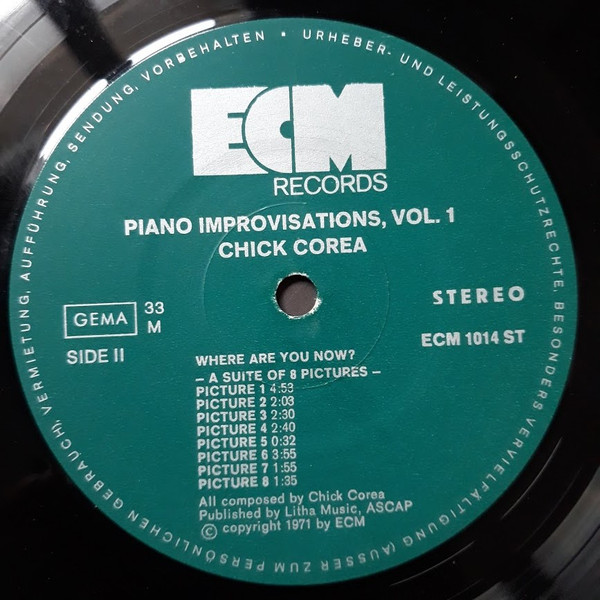 URHEBER- UND LEISTUNGSSCHUTZRECHTE, BESONDERS VERVIELFÄLTIGUNG (AUSSER ZUM PERSÖNLICHEN GEBRAUCH), VERMIETUNG, AUFFÜHRUNG, SENDUNG, VORBEHALTEN •
ECM
RECORDS
PIANO IMPROVISATIONS, VOL. 1
CHICK COREA
GEMA 33
M
STEREO
SIDE II
ECM 1014 ST
WHERE ARE YOU NOW?
– A SUITE OF 8 PICTURES –
PICTURE 1 4:53
PICTURE 2 2:03
PICTURE 3 2:30
PICTURE 4 2:40
PICTURE 5 0:32
PICTURE 6 3:55
PICTURE 7 1:55
PICTURE 8 1:35
All composed by Chick Corea
Published by Litha Music, ASCAP
© copyright 1971 by ECM